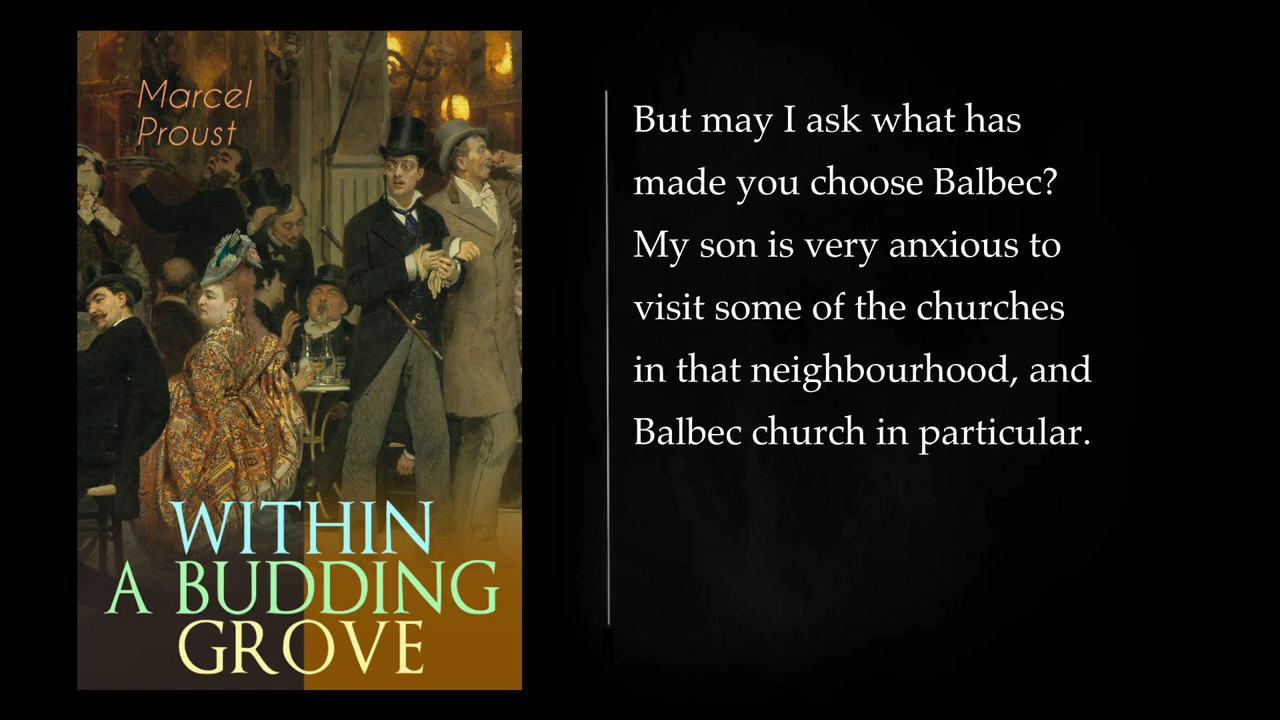 Marcel
Proust
WITHIN
A BUDDING
GROVE
But may I ask what has
made you choose Balbec?
My son is very anxious to
visit some of the churches
in that neighbourhood, and
Balbec church in particular.